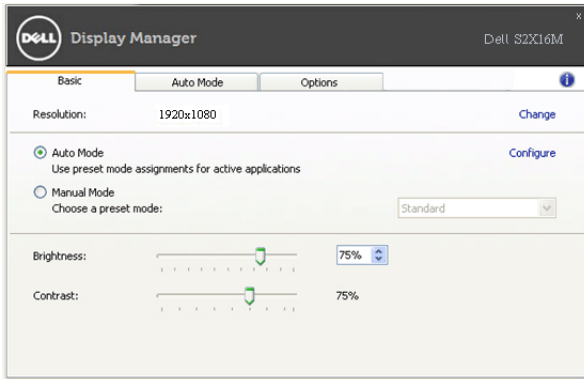 DELL Display Manager
Dell S2X16M
x
Basic Auto Mode Options i
Resolution: 1920x1080 Change
Auto Mode Configure
Use preset mode assignments for active applications
Manual Mode
Choose a preset mode: Standard
Brightness: 75%
Contrast: 75%